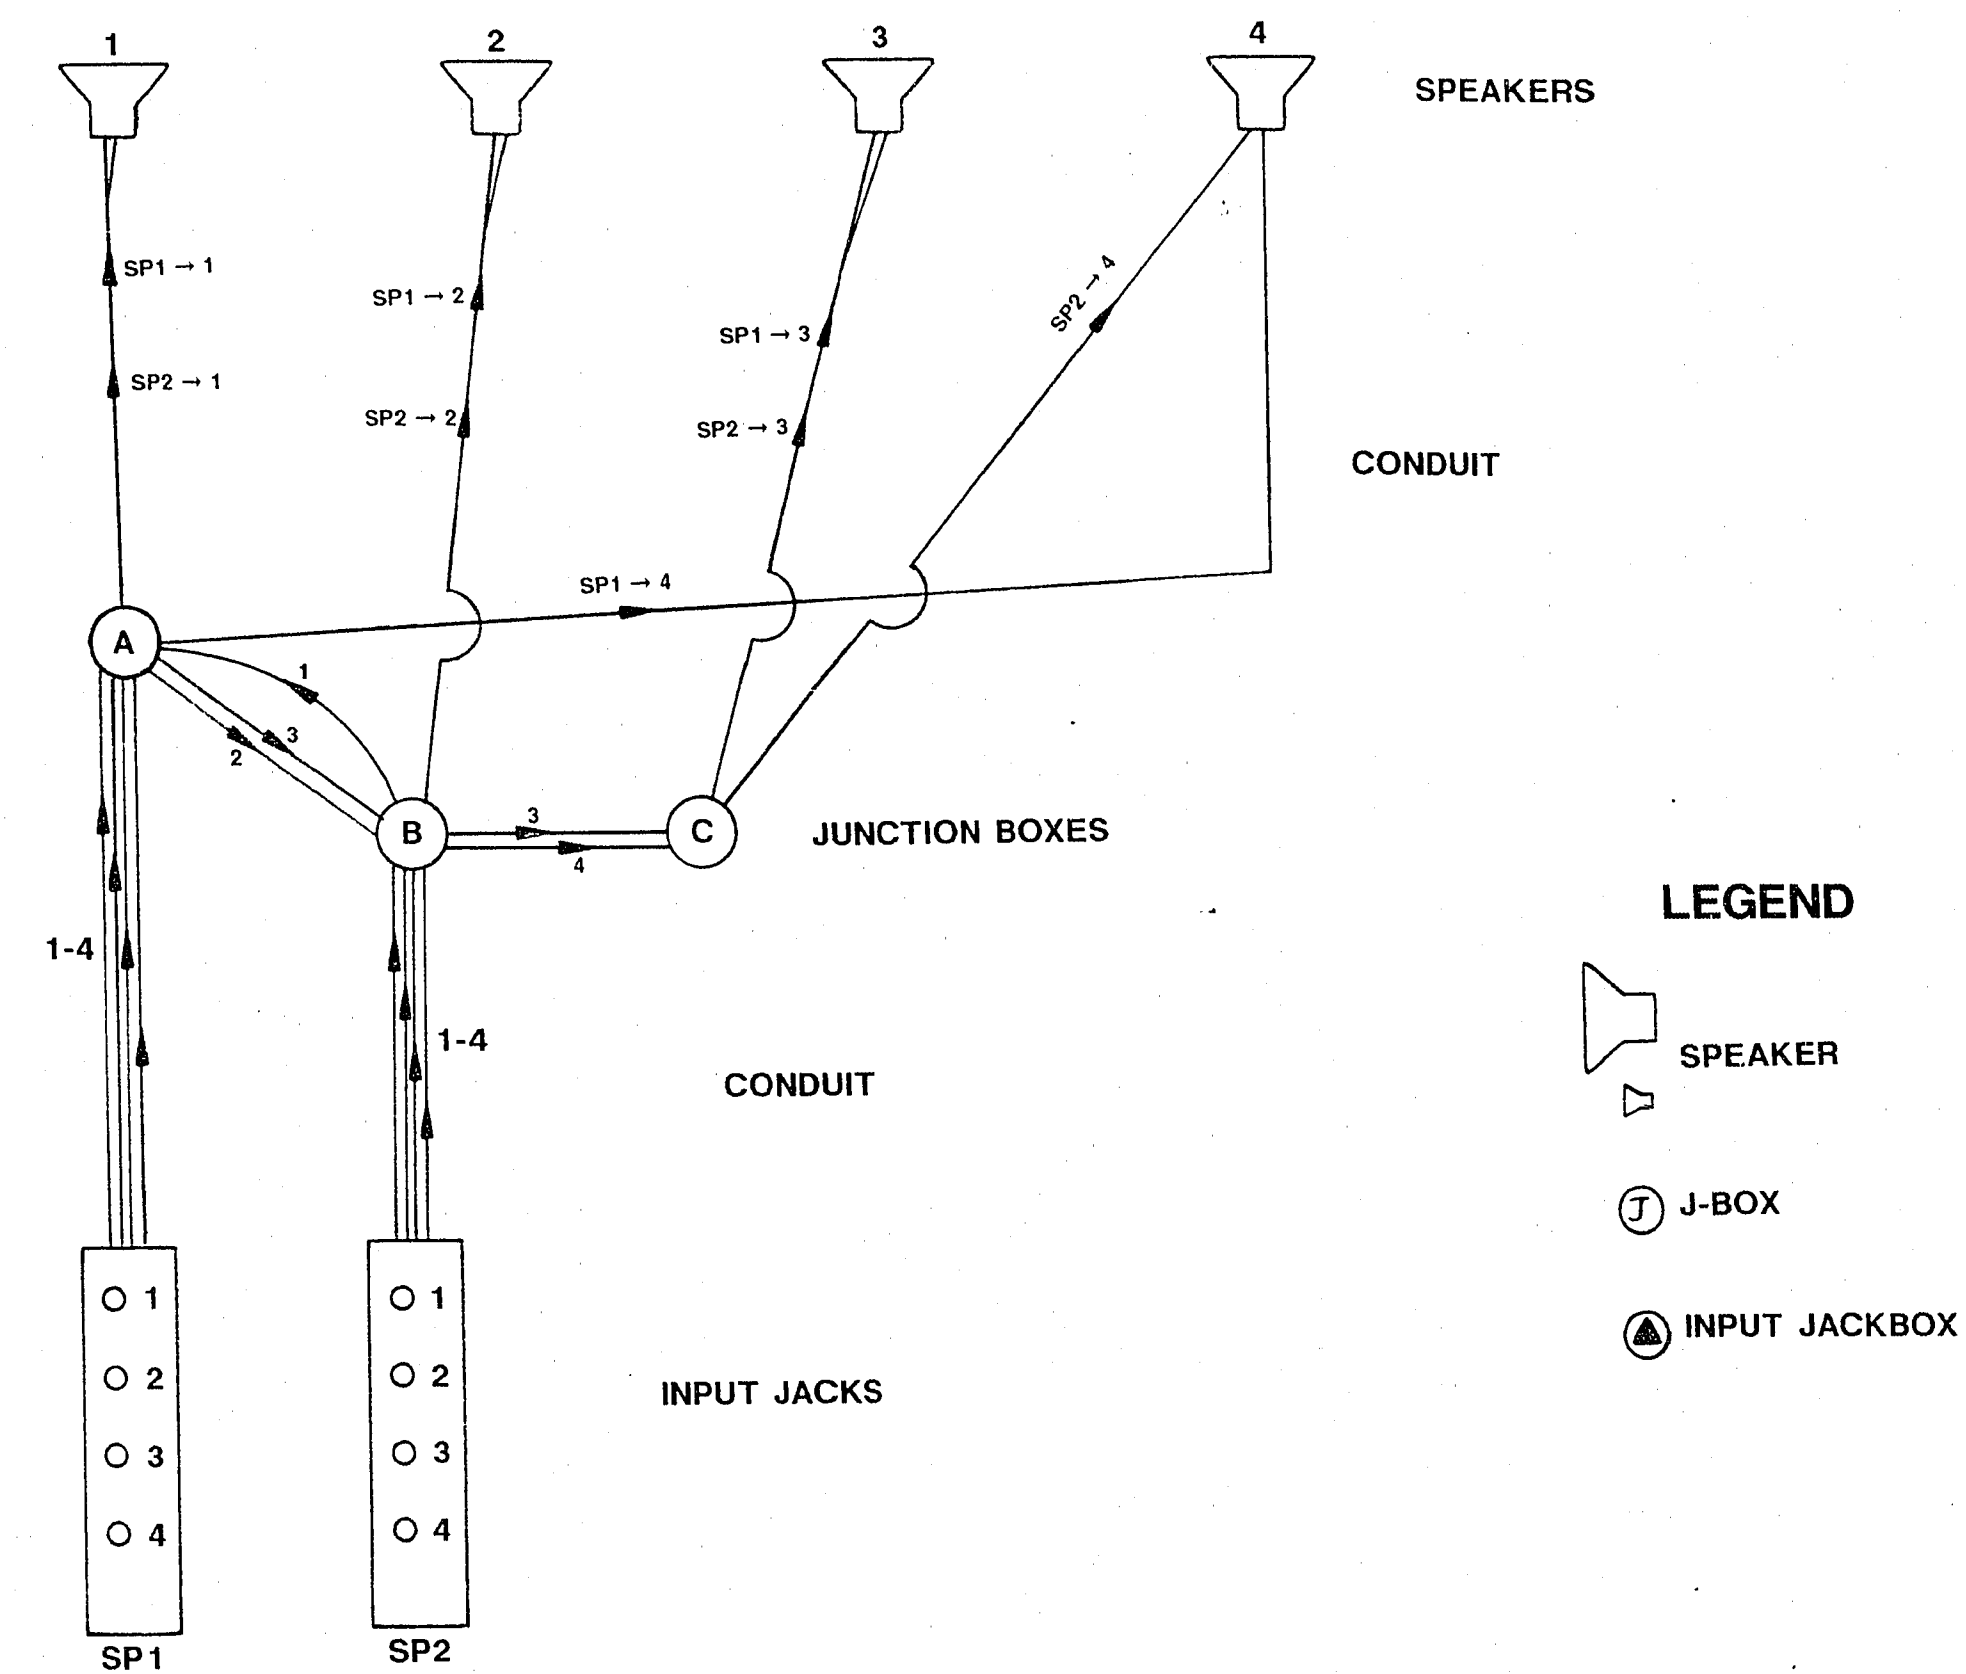 1
2
3
4
SPEAKERS
SP1 → 1
SP1 → 2
SP1 → 3
SP2 → 4
SP2 → 1
SP2 → 2
SP2 → 3
CONDUIT
SP1 → 4
A
1
3
2
B
3
4
C
JUNCTION BOXES
1-4
1-4
CONDUIT
LEGEND
SPEAKER
J J-BOX
INPUT JACKBOX
1
2
3
4
SP1
1
2
3
4
SP2
INPUT JACKS